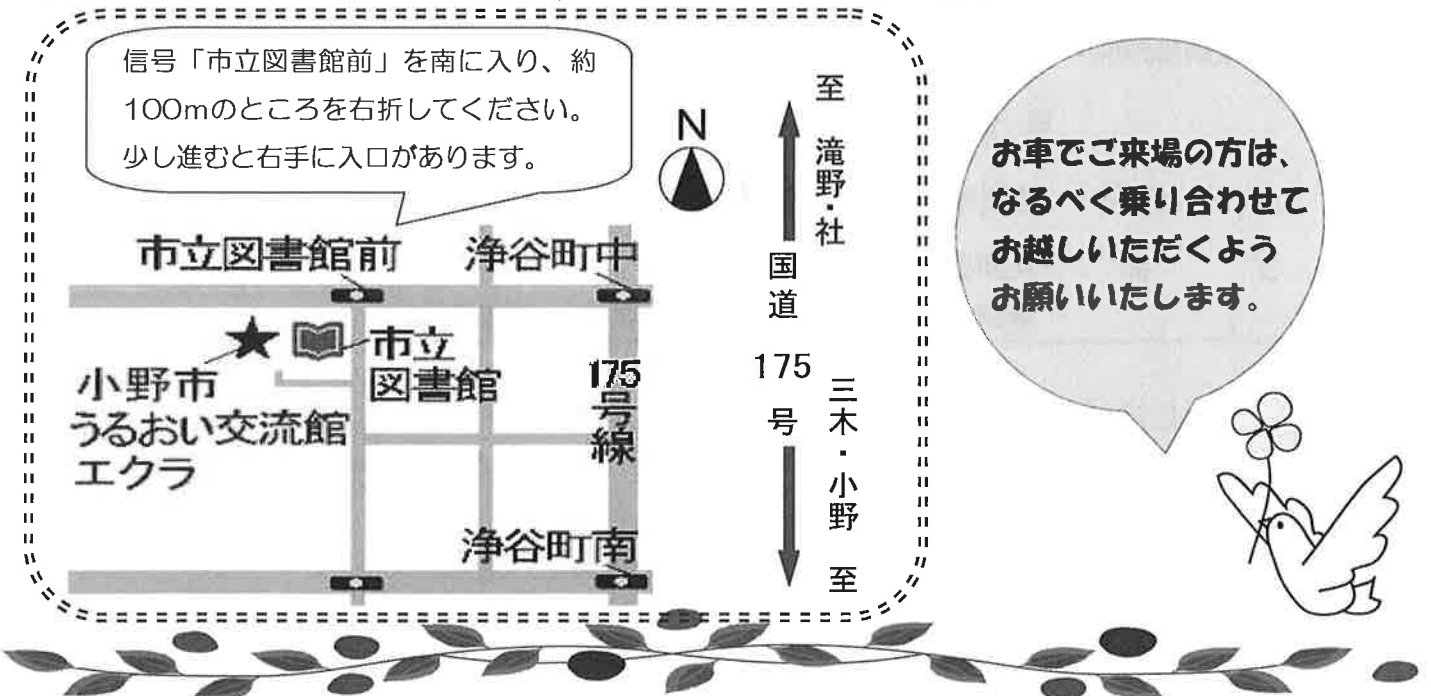 信号「市立図書館前」を南に入り、約
100mのところを右折してください。
少し進むと右手に入口があります。
N
至 滝野・社
国道 175 号
三木・小野 至
市立図書館前
浄谷町中
市立
図書館
小野市
うるおい交流館
エクラ
175
号
線
浄谷町南
お車でご来場の方は、
なるべく乗り合わせて
お越しいただくよう
お願いいたします。